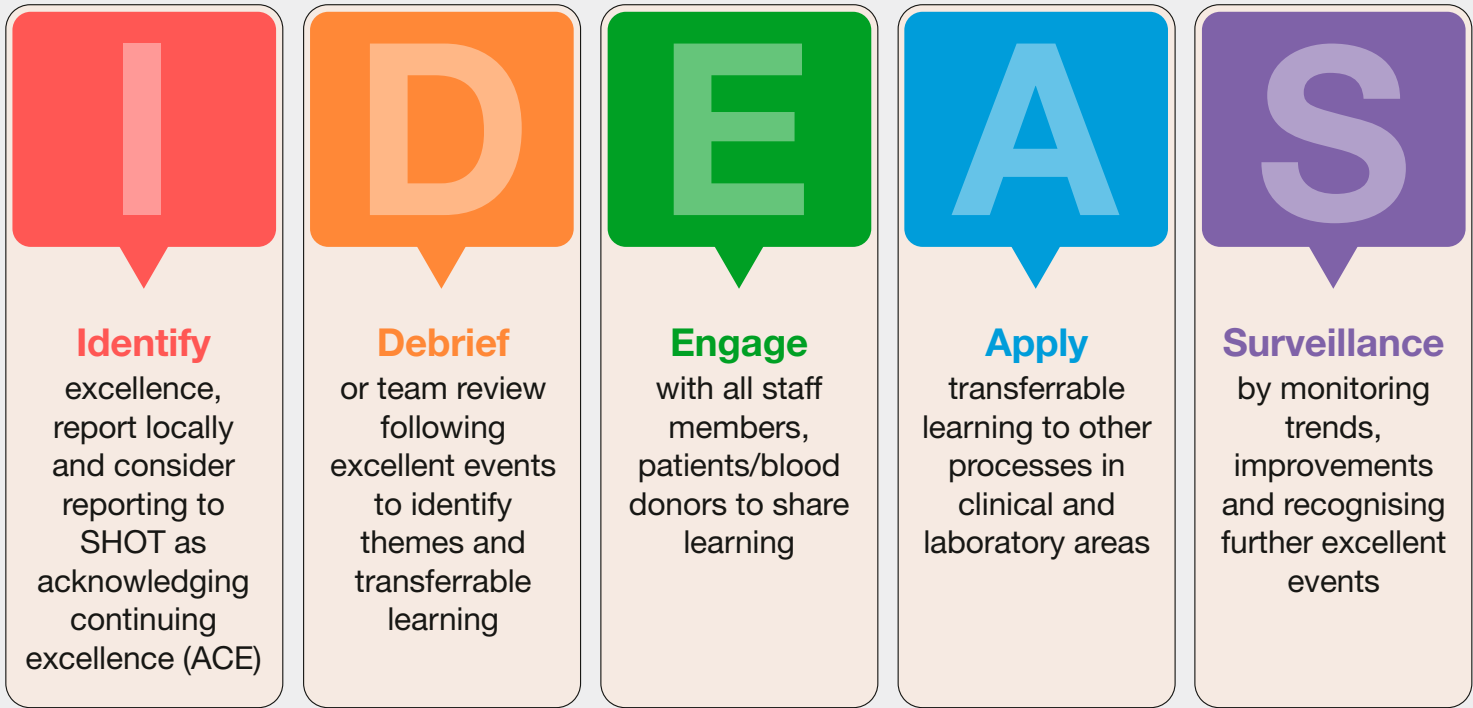 I
Identify
excellence,
report locally
and consider
reporting to
SHOT as
acknowledging
continuing
excellence (ACE)
D
Debrief
or team review
following
excellent events
to identify
themes and
transferrable
learning
E
Engage
with all staff
members,
patients/blood
donors to share
learning
A
Apply
transferrable
learning to other
processes in
clinical and
laboratory areas
S
Surveillance
by monitoring
trends,
improvements
and recognising
further excellent
events